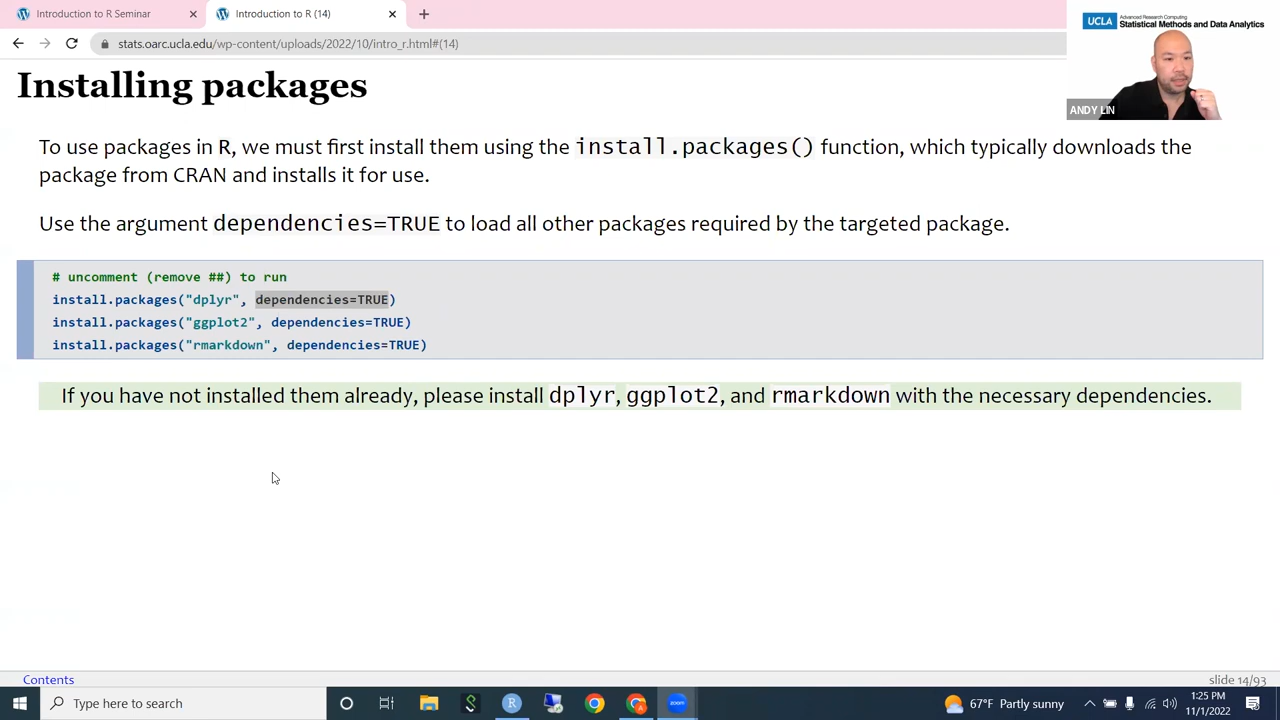 Introduction to R Seminar
Introduction to R (14)
stats.oarc.ucla.edu/wp-content/uploads/2022/10/intro_r.html#(14)
UCLA Advanced Research Computing
Statistical Methods and Data Analytics
ANDY LIN
Installing packages
To use packages in R, we must first install them using the install.packages() function, which typically downloads the
package from CRAN and installs it for use.
Use the argument dependencies=TRUE to load all other packages required by the targeted package.
# uncomment (remove ##) to run
install.packages("dplyr", dependencies=TRUE)
install.packages("ggplot2", dependencies=TRUE)
install.packages("rmarkdown", dependencies=TRUE)
If you have not installed them already, please install dplyr, ggplot2, and rmarkdown with the necessary dependencies.
Contents
slide 14/93
Type here to search
zoom
67°F Partly sunny
1:25 PM
11/1/2022